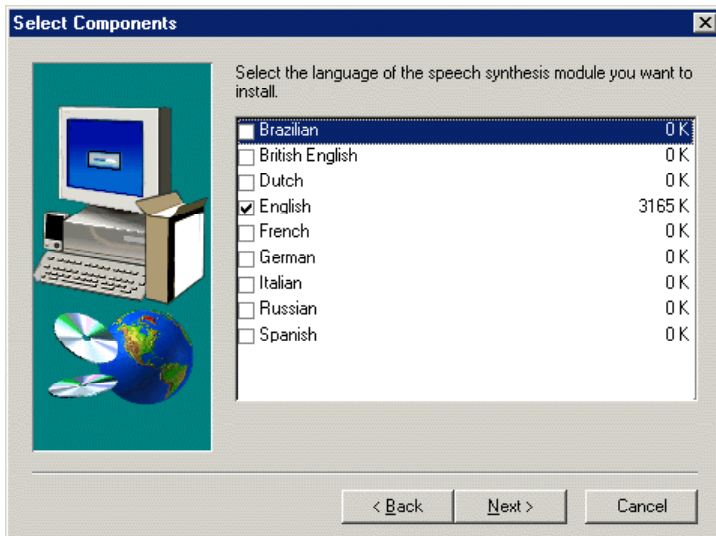 Select Components
Select the language of the speech synthesis module you want to
install.
Brazilian 0 K
British English 0 K
Dutch 0 K
English 3165 K
French 0 K
German 0 K
Italian 0 K
Russian 0 K
Spanish 0 K
< Back Next > Cancel